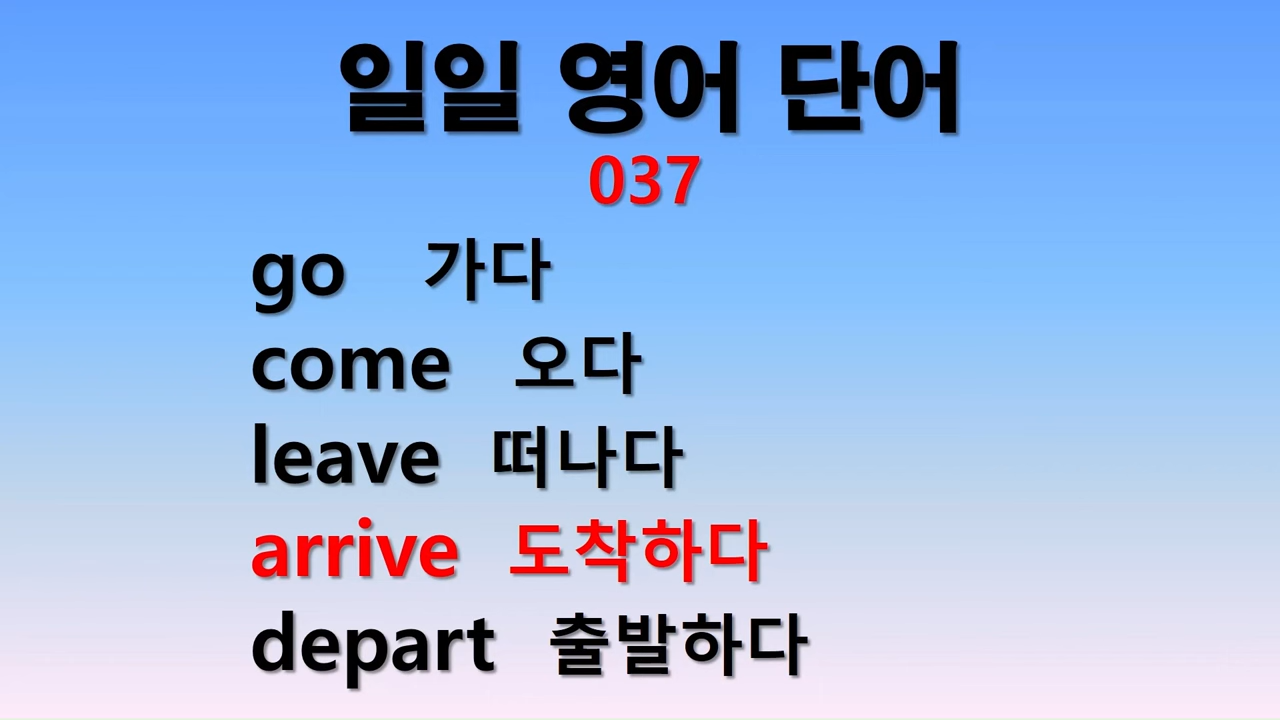 일일 영어 단어
037
go 가다
come 오다
leave 떠나다
arrive 도착하다
depart 출발하다